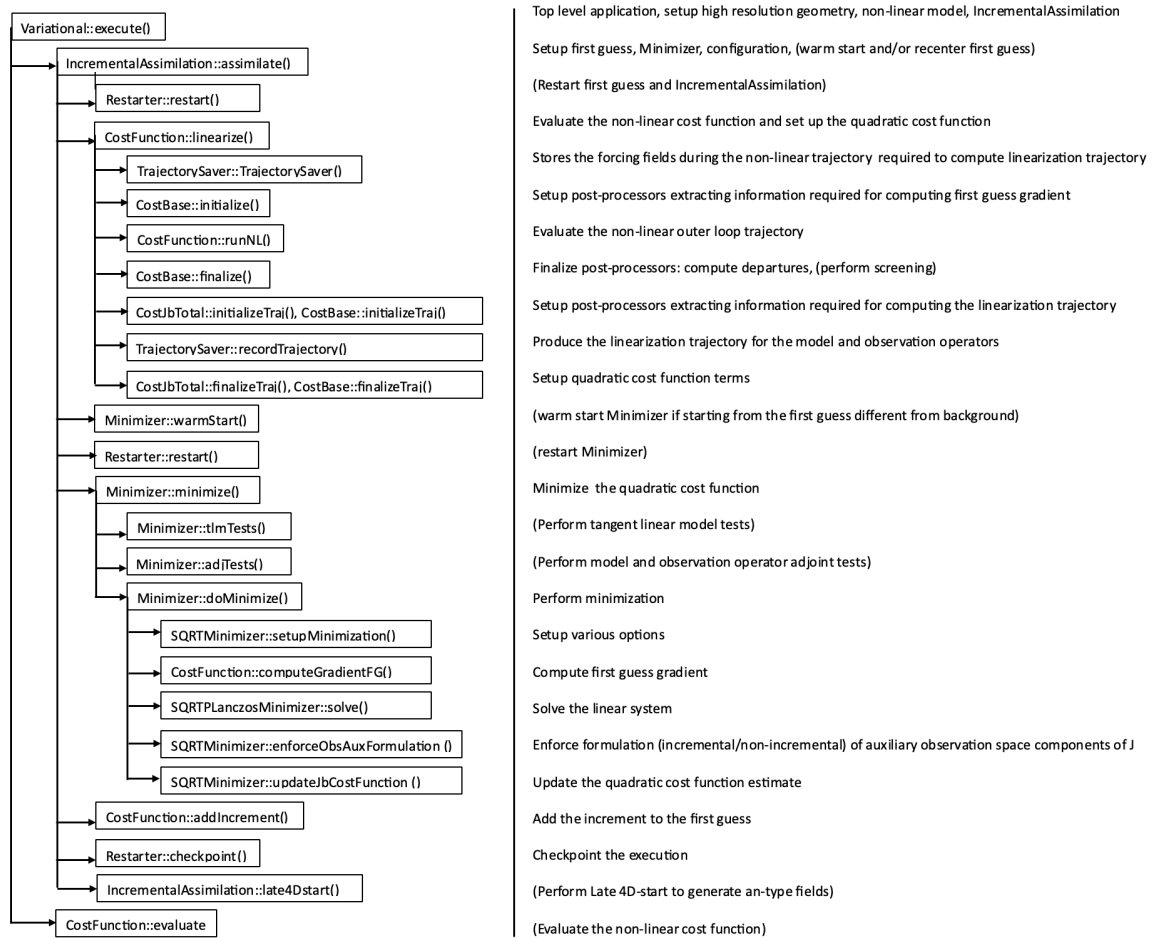 Variational::execute()
Top level application, setup high resolution geometry, non-linear model, IncrementalAssimilation
IncrementalAssimilation::assimilate()
Setup first guess, Minimizer, configuration, (warm start and/or recenter first guess)
Restarter::restart()
(Restart first guess and IncrementalAssimilation)
CostFunction::linearize()
Evaluate the non-linear cost function and set up the quadratic cost function
TrajectorySaver::TrajectorySaver()
Stores the forcing fields during the non-linear trajectory required to compute linearization trajectory
CostBase::initialize()
Setup post-processors extracting information required for computing first guess gradient
CostFunction::runNL()
Evaluate the non-linear outer loop trajectory
CostBase::finalize()
Finalize post-processors: compute departures, (perform screening)
CostJbTotal::initializeTraj(), CostBase::initializeTraj()
Setup post-processors extracting information required for computing the linearization trajectory
TrajectorySaver::recordTrajectory()
Produce the linearization trajectory for the model and observation operators
CostJbTotal::finalizeTraj(), CostBase::finalizeTraj()
Setup quadratic cost function terms
Minimizer::warmStart()
(warm start Minimizer if starting from the first guess different from background)
Restarter::restart()
(restart Minimizer)
Minimizer::minimize()
Minimize the quadratic cost function
Minimizer::tlmTests()
(Perform tangent linear model tests)
Minimizer::adjTests()
(Perform model and observation operator adjoint tests)
Minimizer::doMinimize()
Perform minimization
SQRTMinimizer::setupMinimization()
Setup various options
CostFunction::computeGradientFG()
Compute first guess gradient
SQRTPLanczosMinimizer::solve()
Solve the linear system
SQRTMinimizer::enforceObsAuxFormulation ()
Enforce formulation (incremental/non-incremental) of auxiliary observation space components of J
SQRTMinimizer::updateJbCostFunction ()
Update the quadratic cost function estimate
CostFunction::addIncrement()
Add the increment to the first guess
Restarter::checkpoint()
Checkpoint the execution
IncrementalAssimilation::late4Dstart()
(Perform Late 4D-start to generate an-type fields)
CostFunction::evaluate
(Evaluate the non-linear cost function)